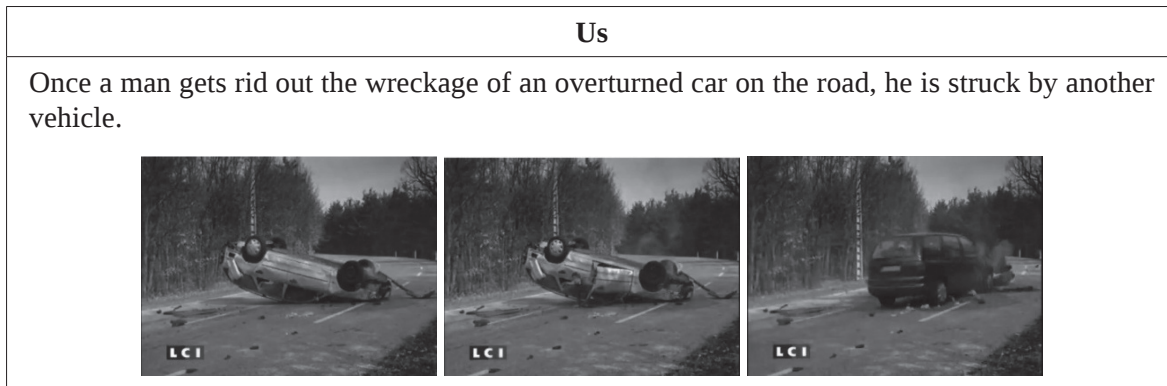 Us
Once a man gets rid out the wreckage of an overturned car on the road, he is struck by another
vehicle.
LCI
LCI
LCI